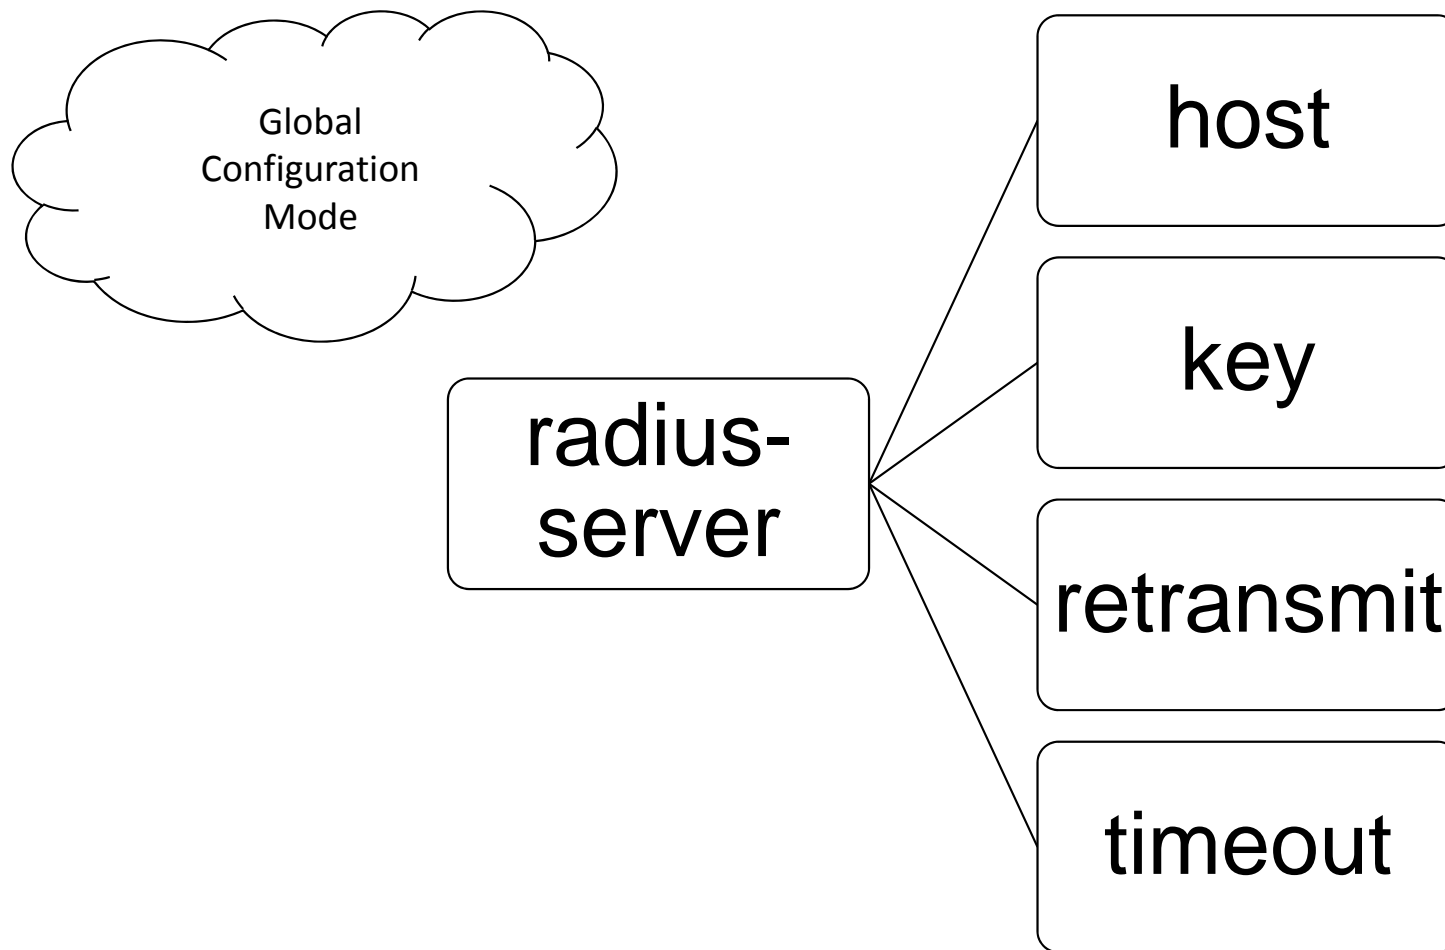 Global
Configuration
Mode
radius-
server
host
key
retransmit
timeout